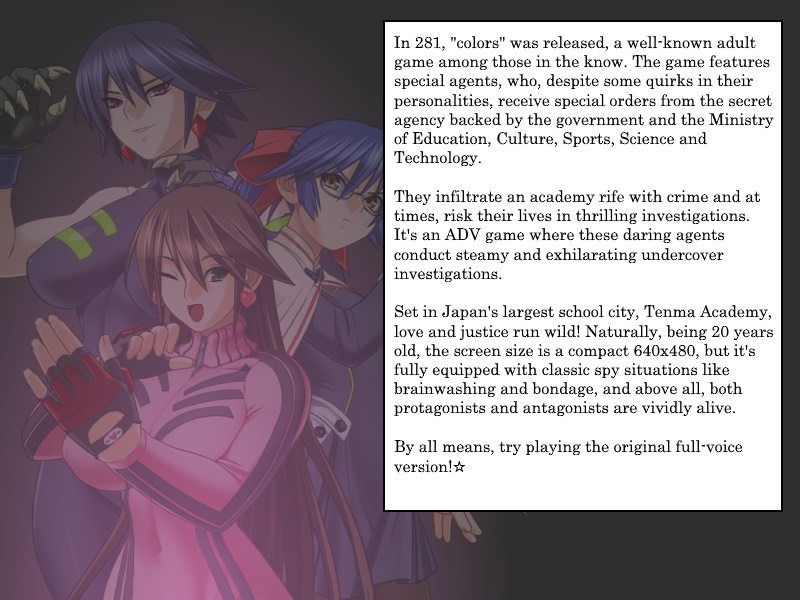 In 281, "colors" was released, a well-known adult
game among those in the know. The game features
special agents, who, despite some quirks in their
personalities, receive special orders from the secret
agency backed by the government and the Ministry
of Education, Culture, Sports, Science and
Technology.
They infiltrate an academy rife with crime and at
times, risk their lives in thrilling investigations.
It's an ADV game where these daring agents
conduct steamy and exhilarating undercover
investigations.
Set in Japan's largest school city, Tenma Academy,
love and justice run wild! Naturally, being 20 years
old, the screen size is a compact 640x480, but it's
fully equipped with classic spy situations like
brainwashing and bondage, and above all, both
protagonists and antagonists are vividly alive.
By all means, try playing the original full-voice
version!☆